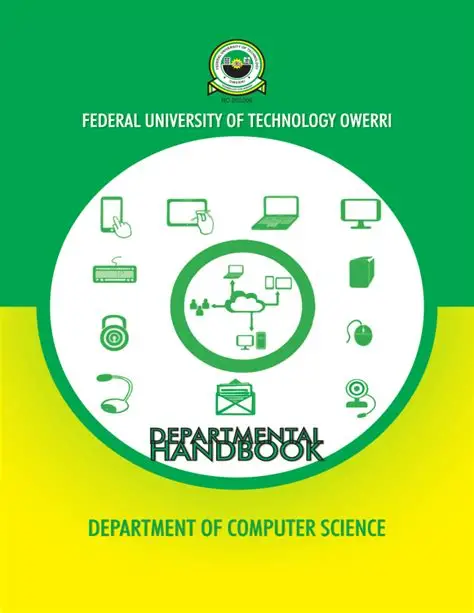 FEDERAL UNIVERSITY OF TECHNOLOGY OWERRI
DEPARTMENTAL
HANDBOOK
DEPARTMENT OF COMPUTER SCIENCE